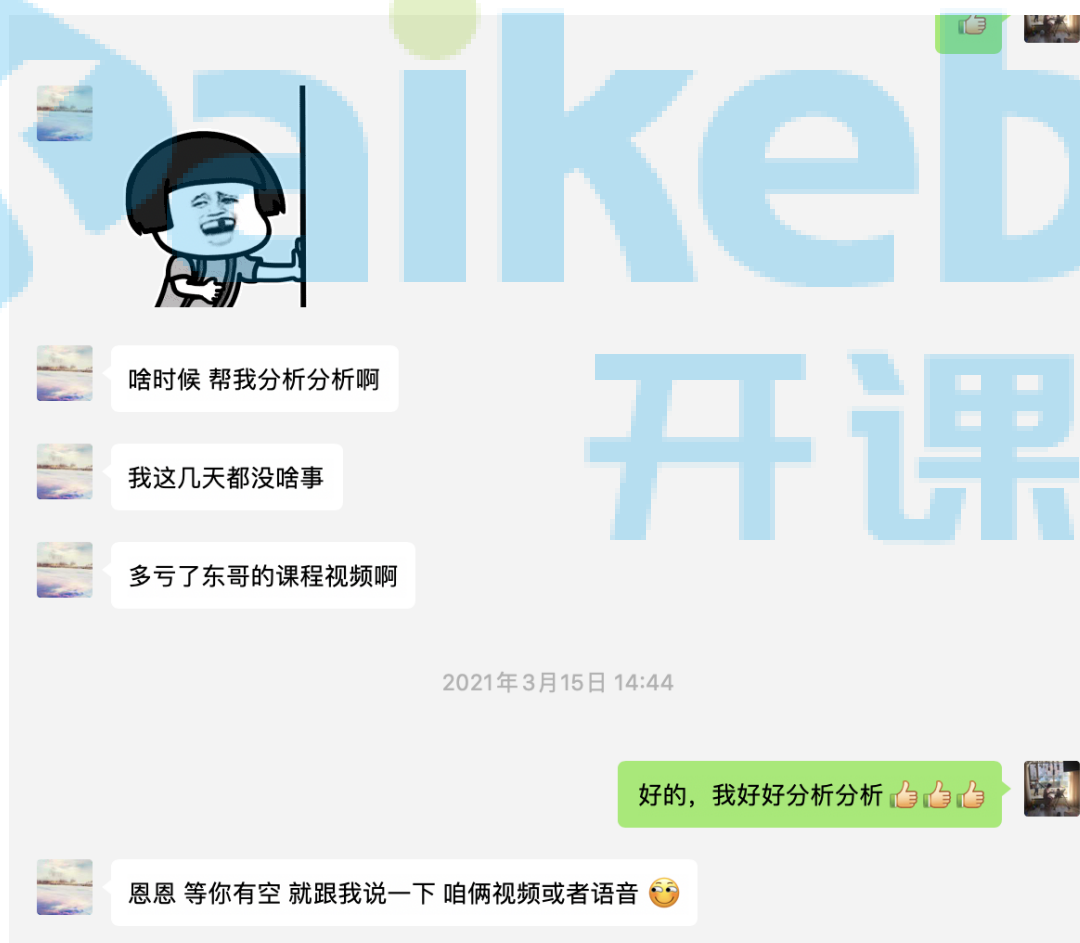 aikeb
啥时候 帮我分析分析啊
开课
我这几天都没啥事
多亏了东哥的课程视频啊
2021年3月15日 14:44
好的，我好好分析分析👍👍👍
恩恩 等你有空 就跟我说一下 咱俩视频或者语音